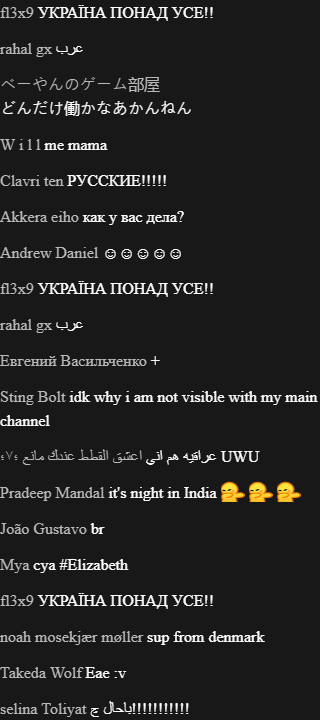 fl3x9 УКРАЇНА ПОНАД УСЕ!!
rahal gx عرب
べーやんのゲーム部屋
どんだけ働かなあかんねん
W i l l me mama
Clavri ten РУССКИЕ!!!!!
Akkera eiho как у вас дела?
Andrew Daniel ☺☺☺☺☺
fl3x9 УКРАЇНА ПОНАД УСЕ!!
rahal gx عرب
Евгений Васильченко +
Sting Bolt idk why i am not visible with my main
channel
اعشق القطط عندك مانع ؛٧؛ عراقيه هم اني UWU
Pradeep Mandal it's night in India
João Gustavo br
Mya cya #Elizabeth
fl3x9 УКРАЇНА ПОНАД УСЕ!!
noah mosekjær møller sup from denmark
Takeda Wolf Eae :v
selina Toliyat باحال ج!!!!!!!!!!!